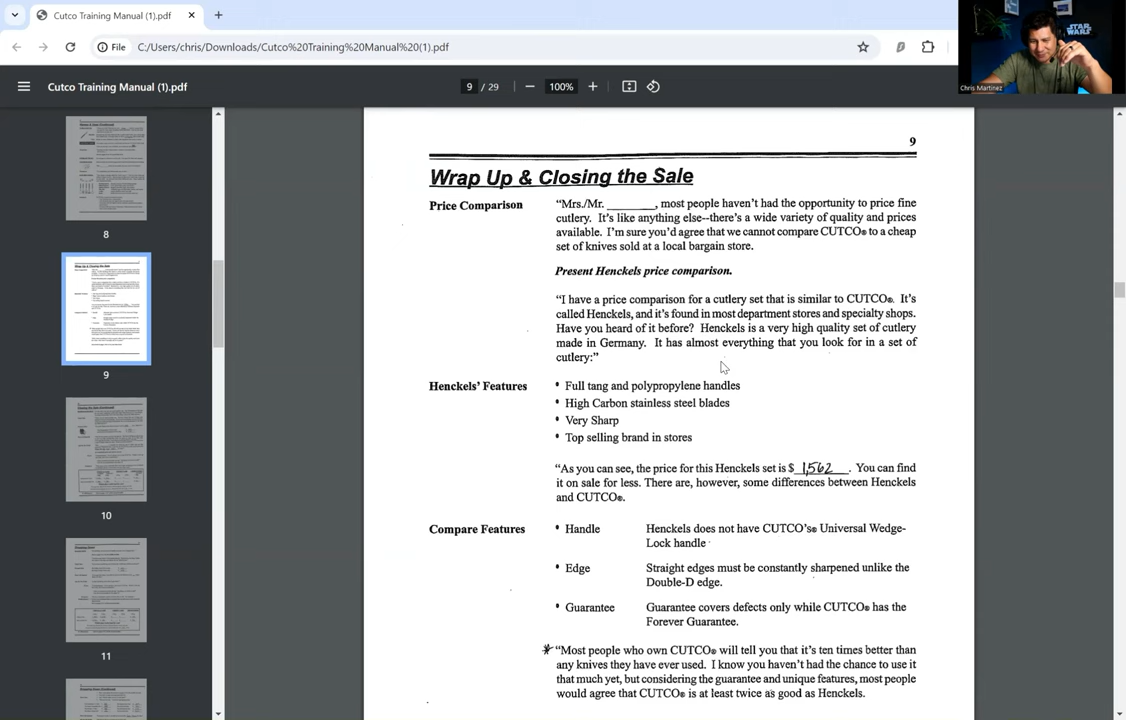 Cutco Training Manual (1).pdf
File
C:/Users/chris/Downloads/Cutco%20Training%20Manual%20(1).pdf
STAR WARS
Chris Martinez
Cutco Training Manual (1).pdf
9 / 29
100%
8
9
10
11
9
Wrap Up & Closing the Sale
Price Comparison
"Mrs./Mr. _______, most people haven't had the opportunity to price fine
cutlery. It's like anything else--there's a wide variety of quality and prices
available. I'm sure you'd agree that we cannot compare CUTCO® to a cheap
set of knives sold at a local bargain store.
Present Henckels price comparison.
"I have a price comparison for a cutlery set that is similar to CUTCO®. It's
called Henckels, and it's found in most department stores and specialty shops.
Have you heard of it before? Henckels is a very high quality set of cutlery
made in Germany. It has almost everything that you look for in a set of
cutlery:"
Henckels' Features
• Full tang and polypropylene handles
• High Carbon stainless steel blades
• Very Sharp
• Top selling brand in stores
"As you can see, the price for this Henckels set is $ 1,562 . You can find
it on sale for less. There are, however, some differences between Henckels
and CUTCO®.
Compare Features
• Handle Henckels does not have CUTCO's® Universal Wedge-
Lock handle
• Edge Straight edges must be constantly sharpened unlike the
Double-D edge.
• Guarantee Guarantee covers defects only while CUTCO® has the
Forever Guarantee.
* "Most people who own CUTCO® will tell you that it's ten times better than
any knives they have ever used. I know you haven't had the chance to use it
that much yet, but considering the guarantee and unique features, most people
would agree that CUTCO® is at least twice as good as Henckels.